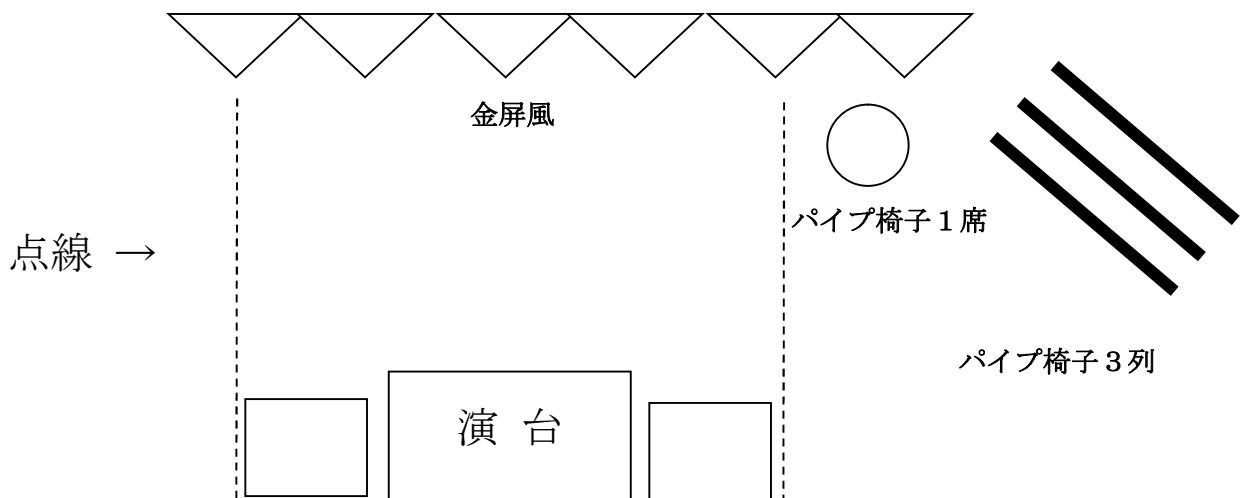 金屏風
パイプ椅子１席
点線 →
パイプ椅子３列
演 台